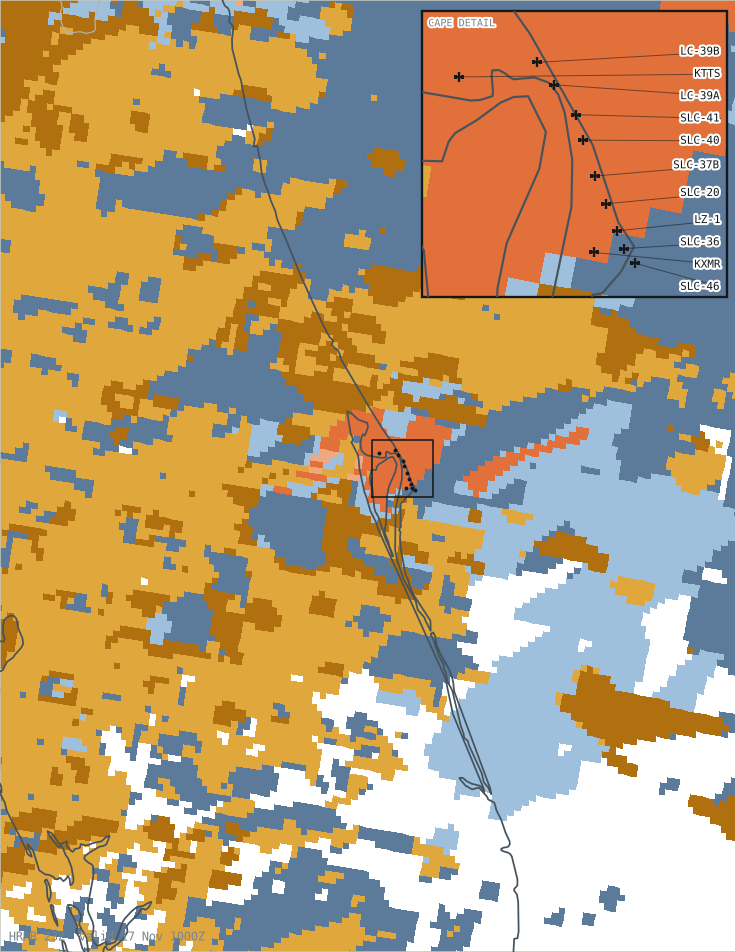 CAPE DETAIL
LC-39B
KTTS
LC-39A
SLC-41
SLC-40
SLC-37B
SLC-20
LZ-1
SLC-36
KXMR
SLC-46
27 Nov 1000Z